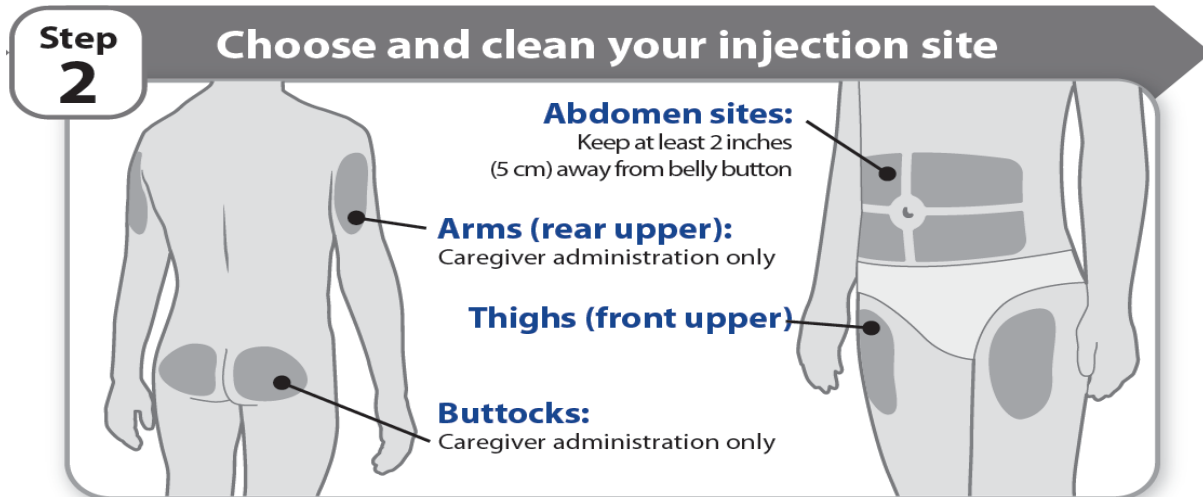 Step
2
Choose and clean your injection site
Abdomen sites:
Keep at least 2 inches
(5 cm) away from belly button
Arms (rear upper):
Caregiver administration only
Thighs (front upper)
Buttocks:
Caregiver administration only